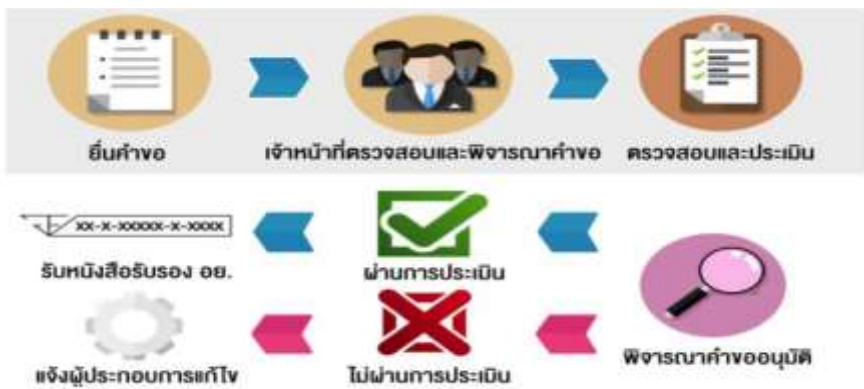 ยื่นคำขอ
เจ้าหน้าที่ตรวจสอบและพิจารณาคำขอ
ตรวจสอบและประเมิน
xx-x-xxxxx-x-xxxx
รับหนังสือรับรอง อย.
ผ่านการประเมิน
พิจารณาคำขออนุมัติ
แจ้งผู้ประกอบการแก้ไข
ไม่ผ่านการประเมิน